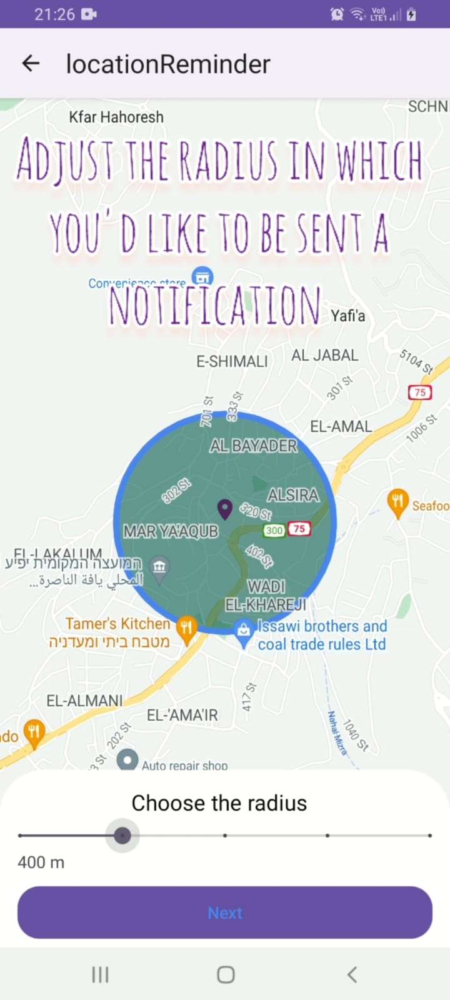 21:26
Vo))
LTE1
locationReminder
SCHN
Kfar Hahoresh
ADJUST THE RADIUS IN WHICH
YOU'D LIKE TO BE SENT A
NOTIFICATION
Convenience store
Yafi'a
E-SHIMALI
AL JABAL
5104 St
301 St
75
701 St
333 St
EL-AMAL
1006 St
AL BAYADER
302 St
ALSIRA
320 St
Seafoo
MAR YA'AQUB
300
75
EL-LAKALUM
402 St
המועצה המקומית יפיע
المحلي يافة الناصرة...
WADI
EL-KHAREJI
Tamer's Kitchen
מטבח ביתי ומעדניה
Issawi brothers and
coal trade rules Ltd
EL-ALMANI
417 St
EL-'AMA'IR
ado
202 St
3 St
Nahal Mizra
1040 St
Auto repair shop
Choose the radius
400 m
Next